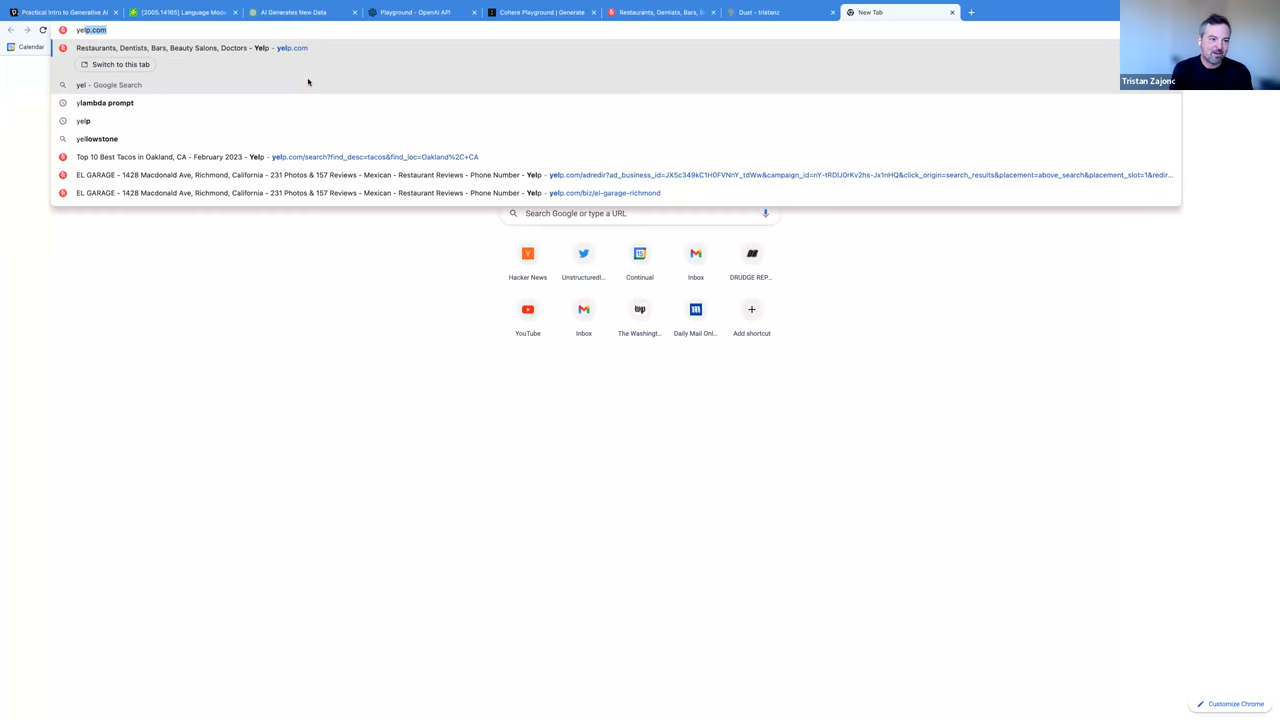 Practical Intro to Generative AI
[2005.14165] Language Mod
AI Generates New Data
Playground - OpenAI API
Cohere Playground | Generate
Restaurants, Dentists, Bars, B
Dust - tristanz
New Tab
yelp.com
Calendar
Restaurants, Dentists, Bars, Beauty Salons, Doctors - Yelp - yelp.com
Switch to this tab
yel - Google Search
ylambda prompt
yelp
yellowstone
Top 10 Best Tacos in Oakland, CA - February 2023 - Yelp - yelp.com/search?find_desc=tacos&find_loc=Oakland%2C+CA
EL GARAGE - 1428 Macdonald Ave, Richmond, California - 231 Photos & 157 Reviews - Mexican - Restaurant Reviews - Phone Number - Yelp - yelp.com/adredir?ad_business_id=JX5c349kC1H0FVNnY_tdWw&campaign_id=nY-tRDIJ0rKv2hs-Jx1nHQ&click_origin=search_results&placement=above_search&placement_slot=1&redir...
EL GARAGE - 1428 Macdonald Ave, Richmond, California - 231 Photos & 157 Reviews - Mexican - Restaurant Reviews - Phone Number - Yelp - yelp.com/biz/el-garage-richmond
Tristan Zajonc
Search Google or type a URL
Hacker News
UnstructuredI...
Continual
Inbox
DRUDGE REP...
YouTube
Inbox
The Washingt...
Daily Mail Onl...
Add shortcut
Customize Chrome